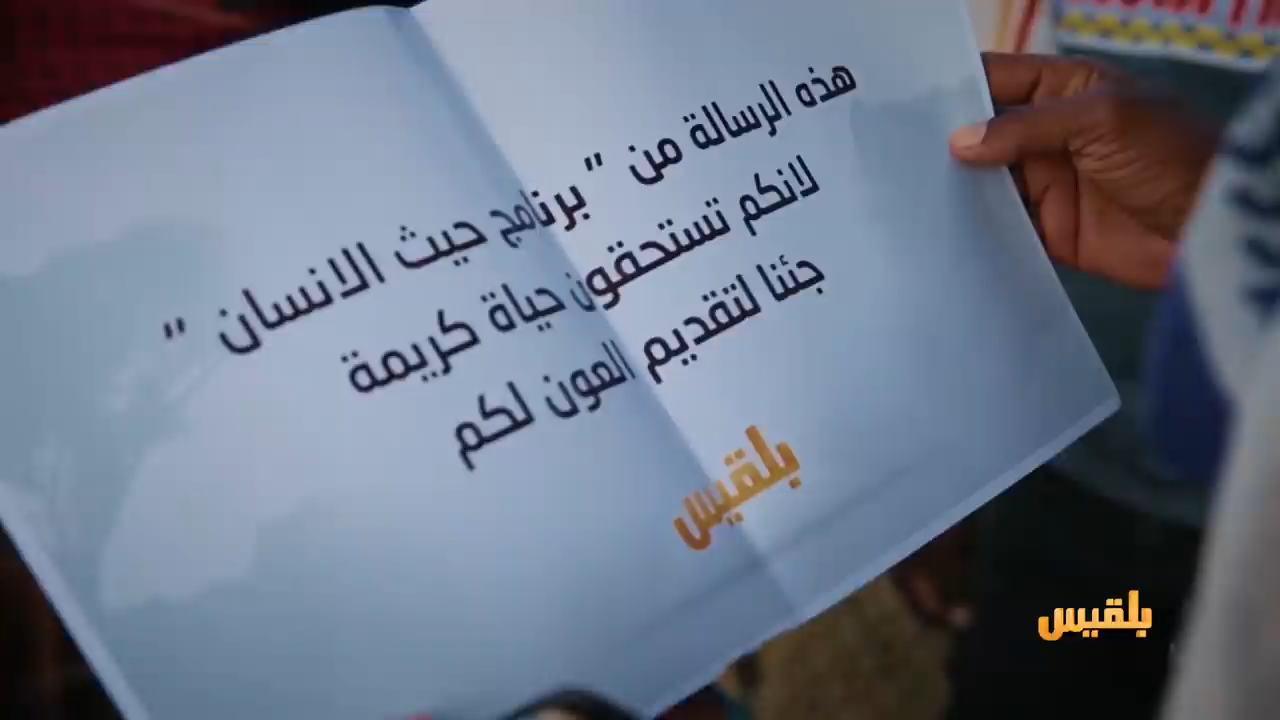 هذه الرسالة من " برنامج حيث الانسان "
لانكم تستحقون حياة كريمة
جئنا لتقديم العون لكم
بلقيس
بلقيس